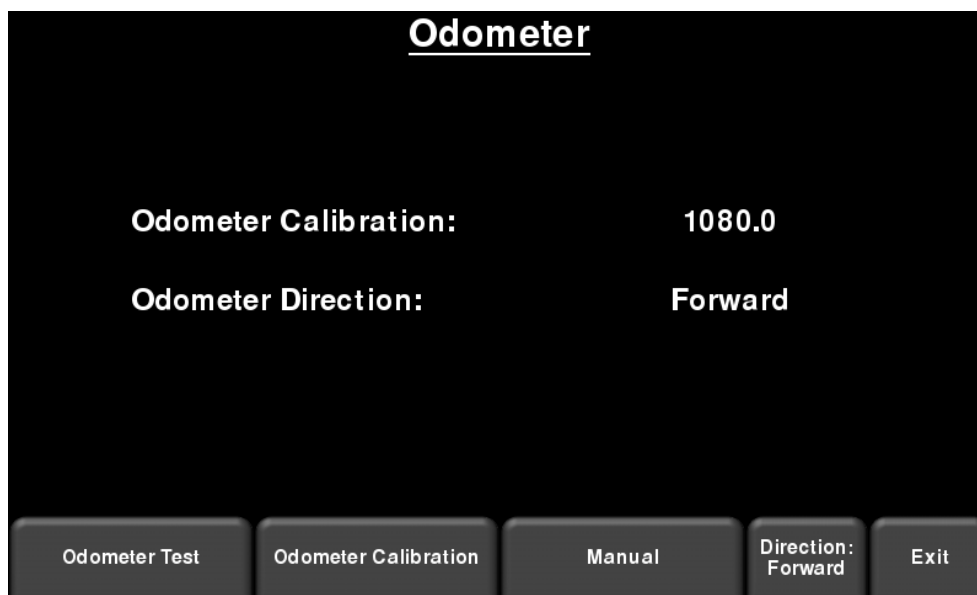 Odometer
Odometer Calibration: 1080.0
Odometer Direction: Forward
Odometer Test
Odometer Calibration
Manual
Direction:
Forward
Exit